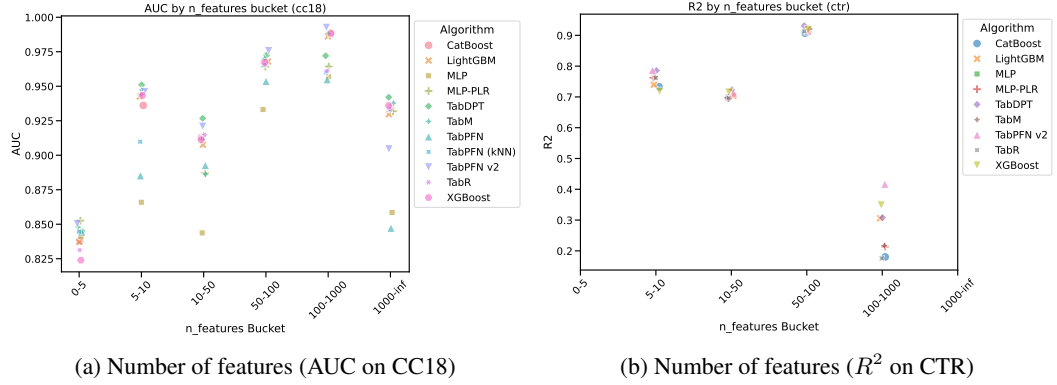 AUC by n_features bucket (cc18)
1.000
0.975
0.950
0.925
0.900
0.875
0.850
0.825
AUC
0-5
5-10
10-50
50-100
100-1000
1000-inf
n_features Bucket
Algorithm
CatBoost
LightGBM
MLP
MLP-PLR
TabDPT
TabM
TabPFN
TabPFN (kNN)
TabPFN v2
TabR
XGBoost
(a) Number of features (AUC on CC18)
R2 by n_features bucket (ctr)
0.9
0.8
0.7
0.6
0.5
0.4
0.3
0.2
R2
0-5
5-10
10-50
50-100
100-1000
1000-inf
n_features Bucket
Algorithm
CatBoost
LightGBM
MLP
MLP-PLR
TabDPT
TabM
TabPFN v2
TabR
XGBoost
(b) Number of features (R² on CTR)